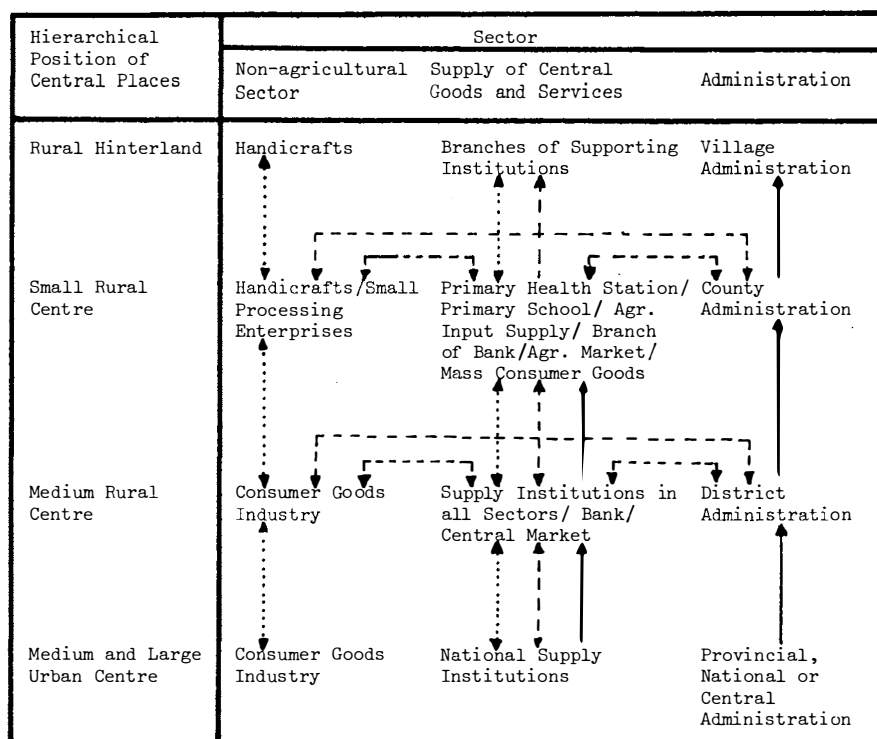 Hierarchical
Position of
Central Places
Sector
Non-agricultural
Sector
Supply of Central
Goods and Services
Administration
Rural Hinterland
Handicrafts
Branches of Supporting
Institutions
Village
Administration
Small Rural
Centre
Handicrafts/Small
Processing
Enterprises
Primary Health Station/
Primary School/ Agr.
Input Supply/ Branch
of Bank/Agr. Market/
Mass Consumer Goods
County
Administration
Medium Rural
Centre
Consumer Goods
Industry
Supply Institutions in
all Sectors/ Bank/
Central Market
District
Administration
Medium and Large
Urban Centre
Consumer Goods
Industry
National Supply
Institutions
Provincial,
National or
Central
Administration